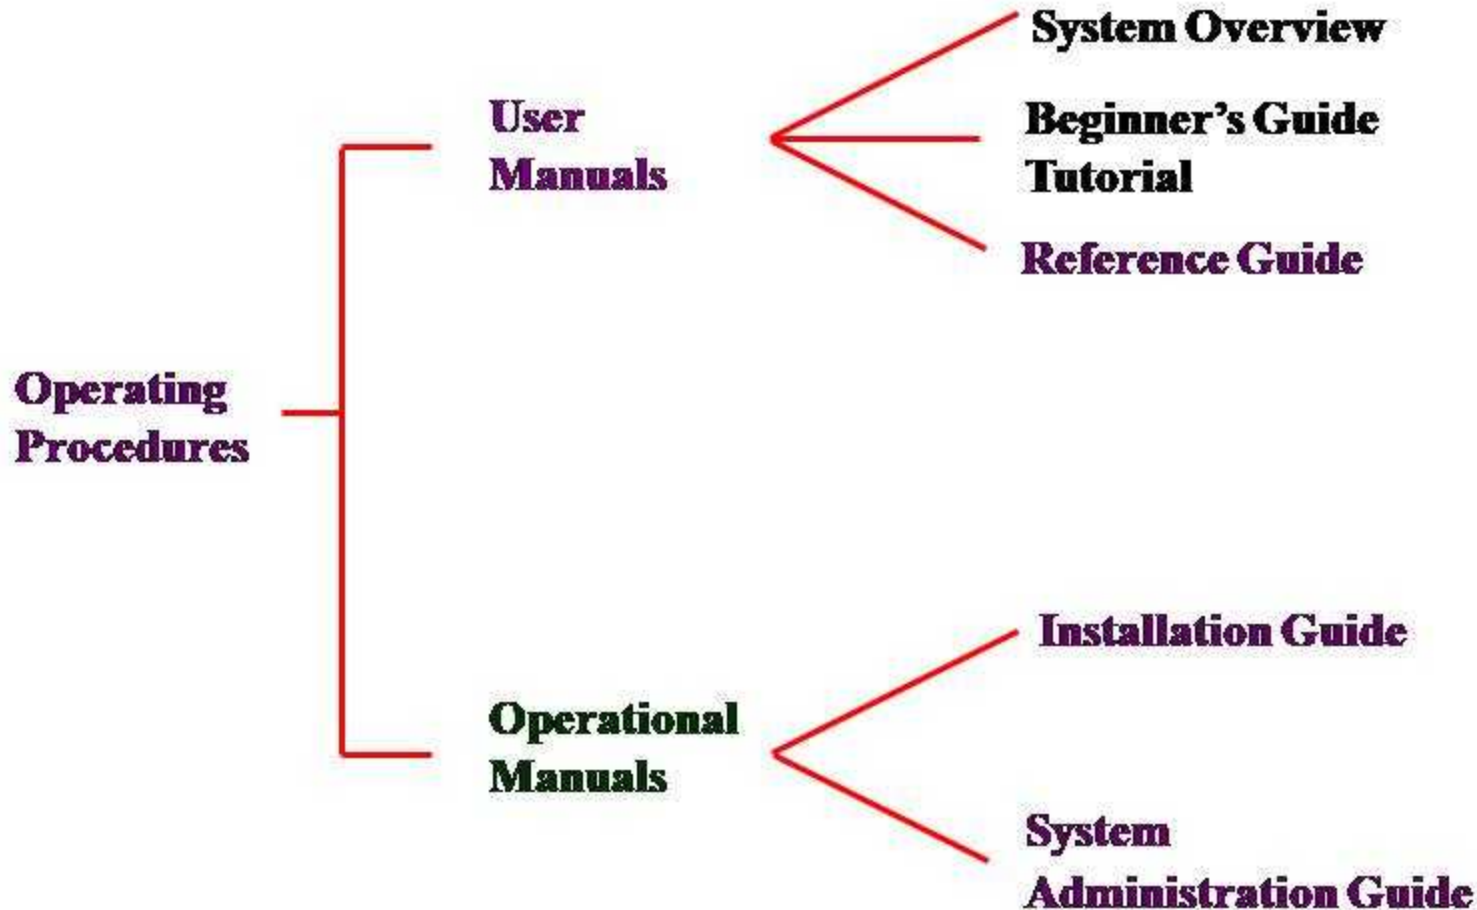 System Overview
User
Manuals
Beginner's Guide
Tutorial
Reference Guide
Operating
Procedures
Installation Guide
Operational
Manuals
System
Administration Guide